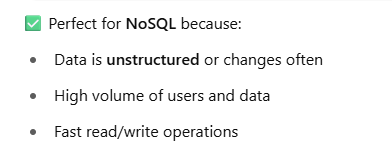 ✅ Perfect for NoSQL because:
• Data is unstructured or changes often
• High volume of users and data
• Fast read/write operations